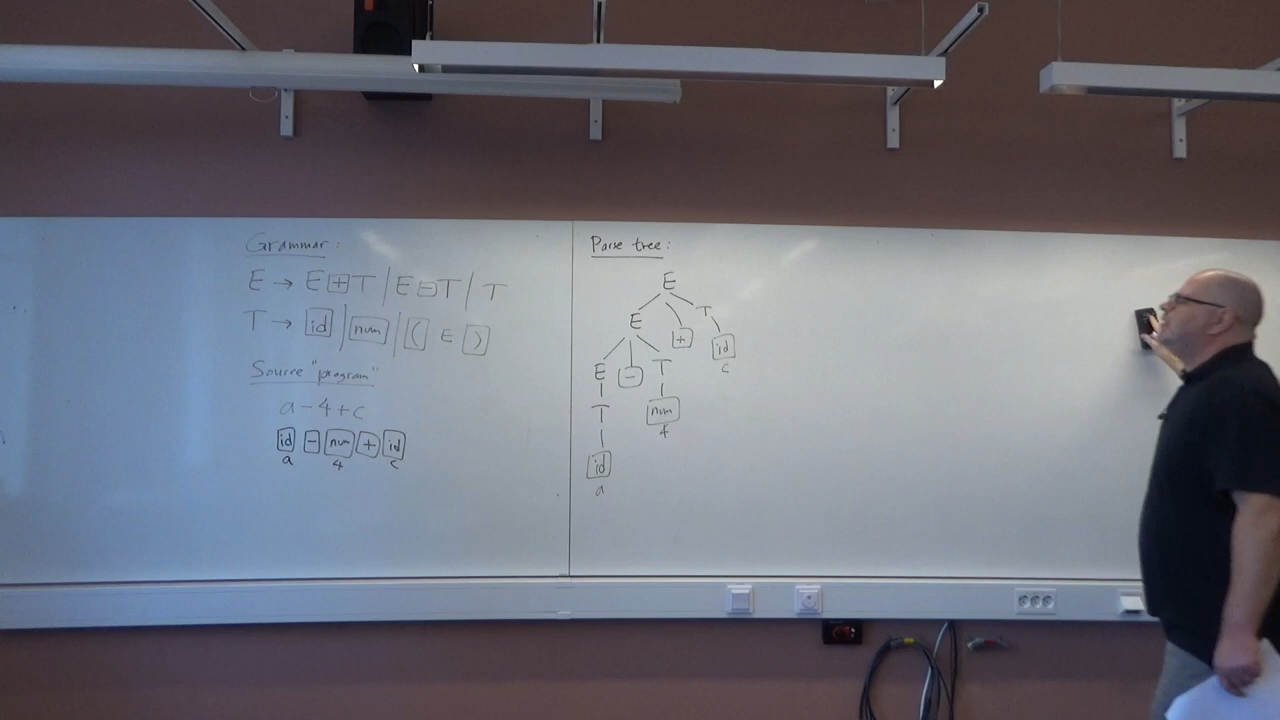 Grammar:
E → E + T | E - T | T
T → id | num | ( E )
Source "program"
a - 4 + c
id - num + id
a 4 c
Parse tree:
E
E + T
E - T id
T num c
id 4
a